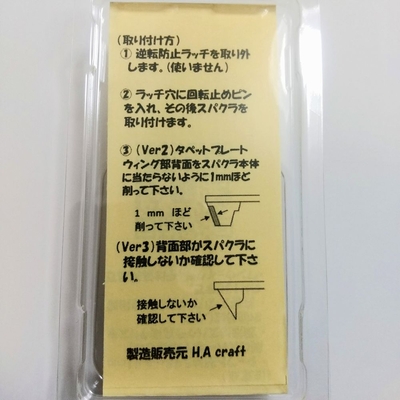 (取り付け方)
① 逆転防止ラッチを取り外
します。(使いません)
② ラッチ穴に回転止めピン
を入れ、その後スパクラを
取り付けます。
③ (Ver2)タペットプレート
ウィング部背面をスパクラ本体
に当たらないように1mmほど
削って下さい。
1 mm ほど
削って下さい
(Ver3)背面部がスパクラに
接触しないか確認して下さ
い。
接触しないか
確認して下さい
製造販売元 H.A craft